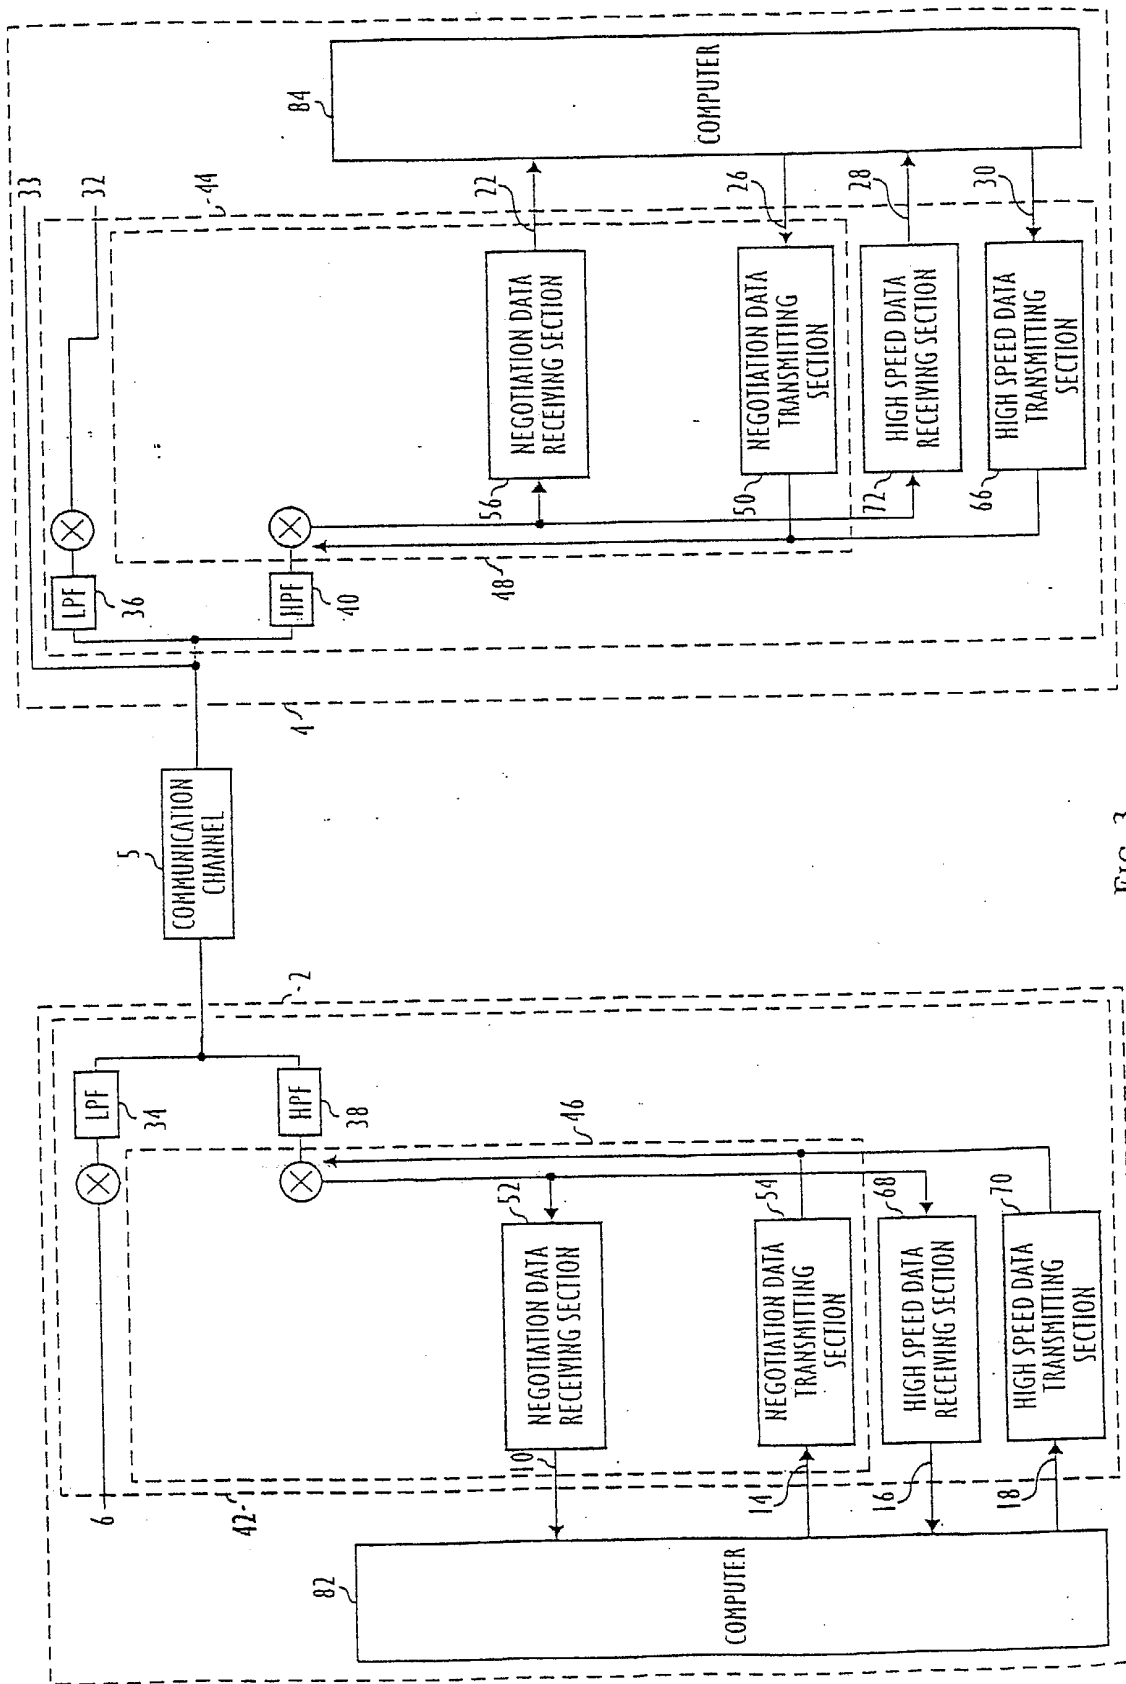 82
COMPUTER
6
42
10
14
16
18
NEGOTIATION DATA
RECEIVING SECTION
52
NEGOTIATION DATA
TRANSMITTING
SECTION
54
HIGH SPEED DATA
RECEIVING SECTION
68
HIGH SPEED DATA
TRANSMITTING
SECTION
70
LPF
34
HPF
38
46
2
5
COMMUNICATION
CHANNEL
4
33
32
44
LPF
36
HPF
40
48
56
NEGOTIATION DATA
RECEIVING SECTION
50
NEGOTIATION DATA
TRANSMITTING
SECTION
72
HIGH SPEED DATA
RECEIVING SECTION
66
HIGH SPEED DATA
TRANSMITTING
SECTION
22
26
28
30
84
COMPUTER
FIG. 3